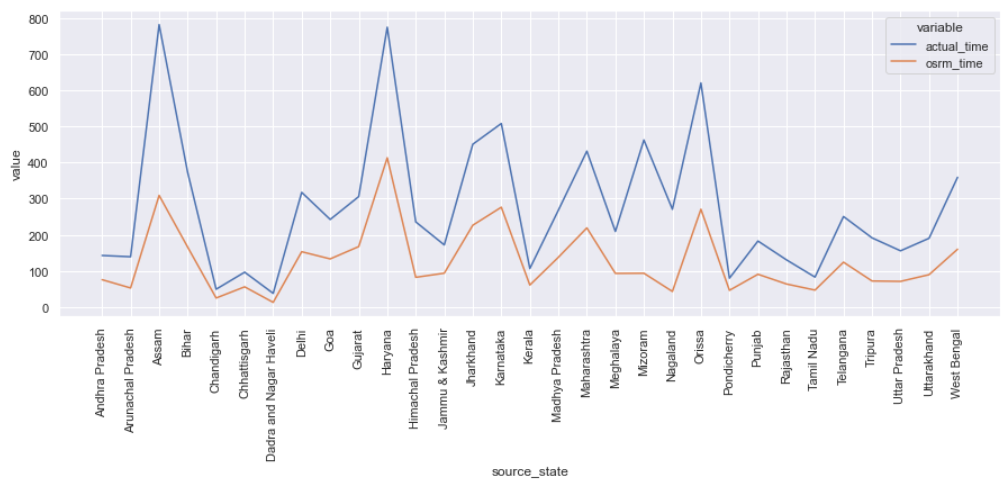 800
700
600
500
400
300
200
100
0
value
variable
actual_time
osrm_time
Andhra Pradesh
Arunachal Pradesh
Assam
Bihar
Chandigarh
Chhattisgarh
Dadra and Nagar Haveli
Delhi
Goa
Gujarat
Haryana
Himachal Pradesh
Jammu & Kashmir
Jharkhand
Karnataka
Kerala
Madhya Pradesh
Maharashtra
Meghalaya
Mizoram
Nagaland
Orissa
Pondicherry
Punjab
Rajasthan
Tamil Nadu
Telangana
Tripura
Uttar Pradesh
Uttarakhand
West Bengal
source_state